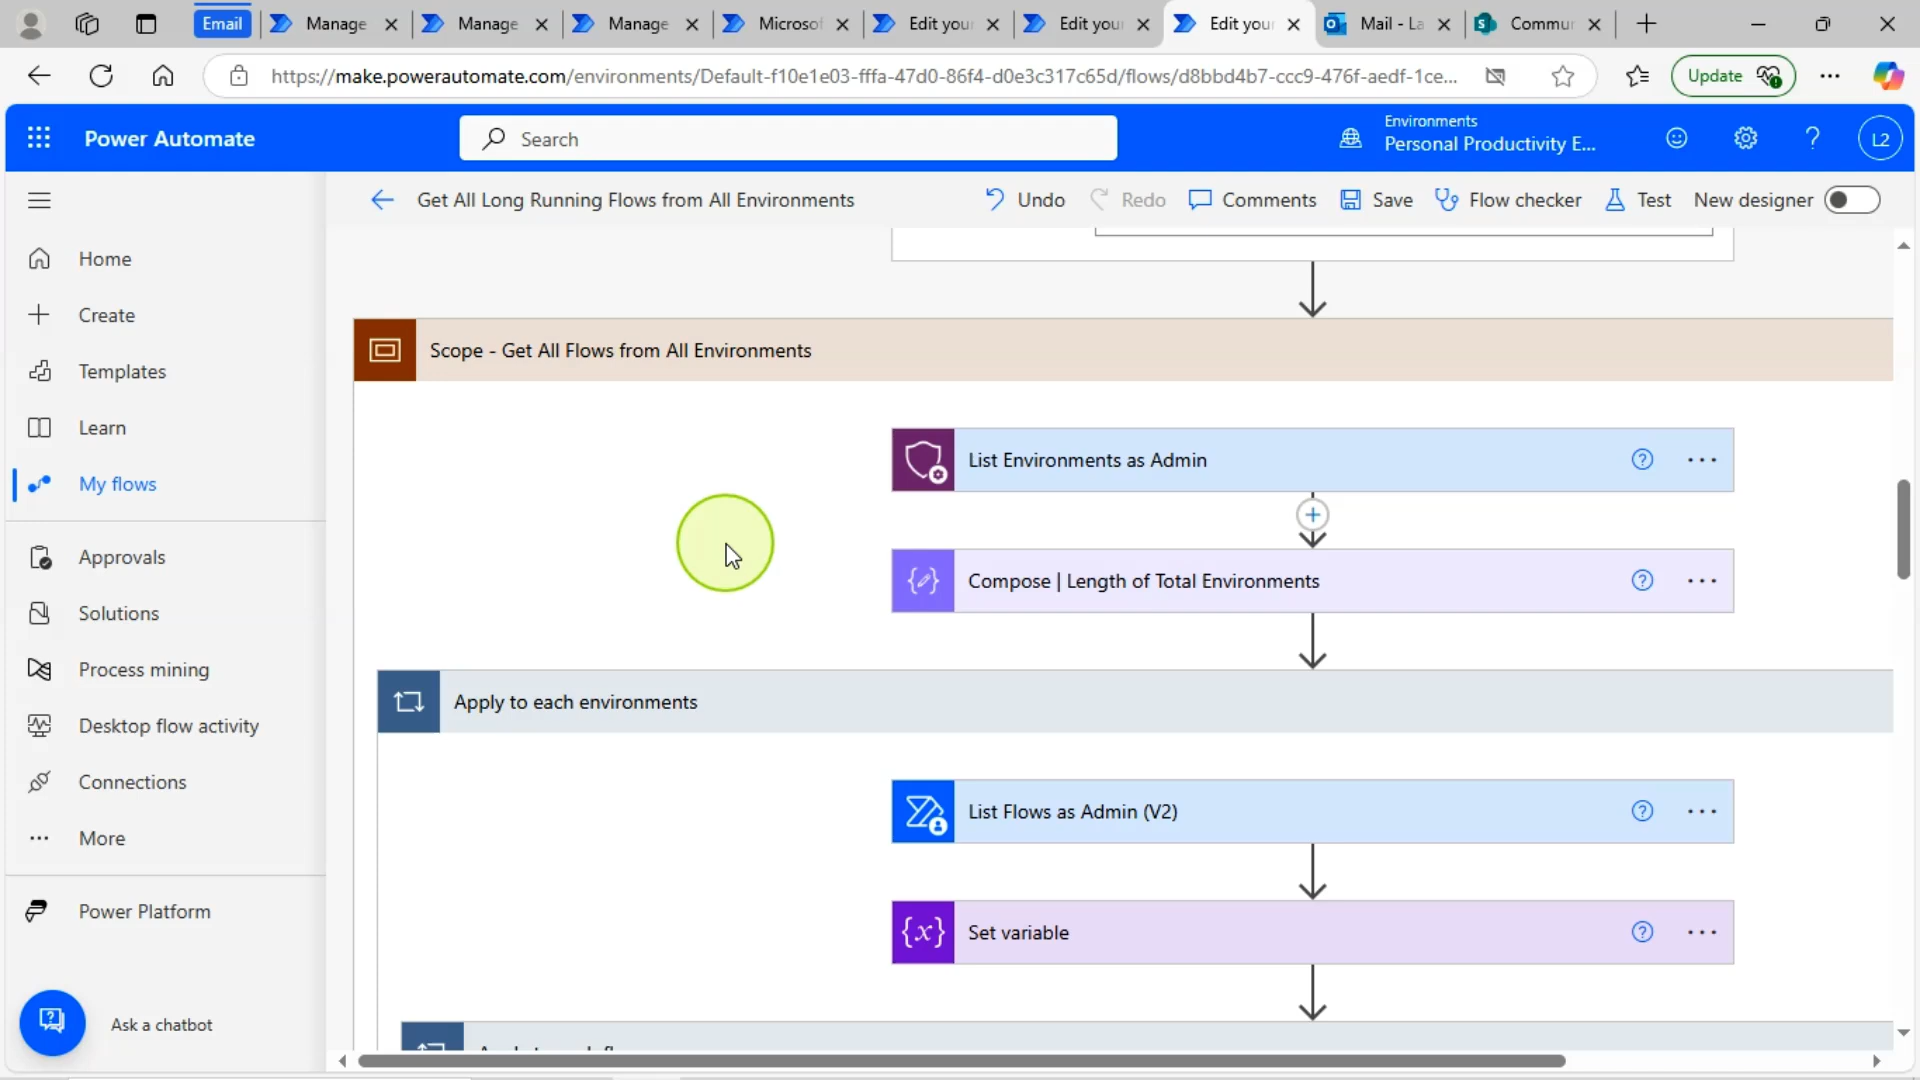 Email
Manage
Manage
Manage
Microsof
Edit your
Edit your
Edit your
Mail - La
Commun
https://make.powerautomate.com/environments/Default-f10e1e03-fffa-47d0-86f4-d0e3c317c65d/flows/d8bbd4b7-ccc9-476f-aedf-1ce...
Update
Power Automate
Search
Environments
Personal Productivity E...
L2
Get All Long Running Flows from All Environments
Undo
Redo
Comments
Save
Flow checker
Test
New designer
Home
Create
Templates
Learn
My flows
Approvals
Solutions
Process mining
Desktop flow activity
Connections
More
Power Platform
Ask a chatbot
Scope - Get All Flows from All Environments
List Environments as Admin
Compose | Length of Total Environments
Apply to each environments
List Flows as Admin (V2)
Set variable